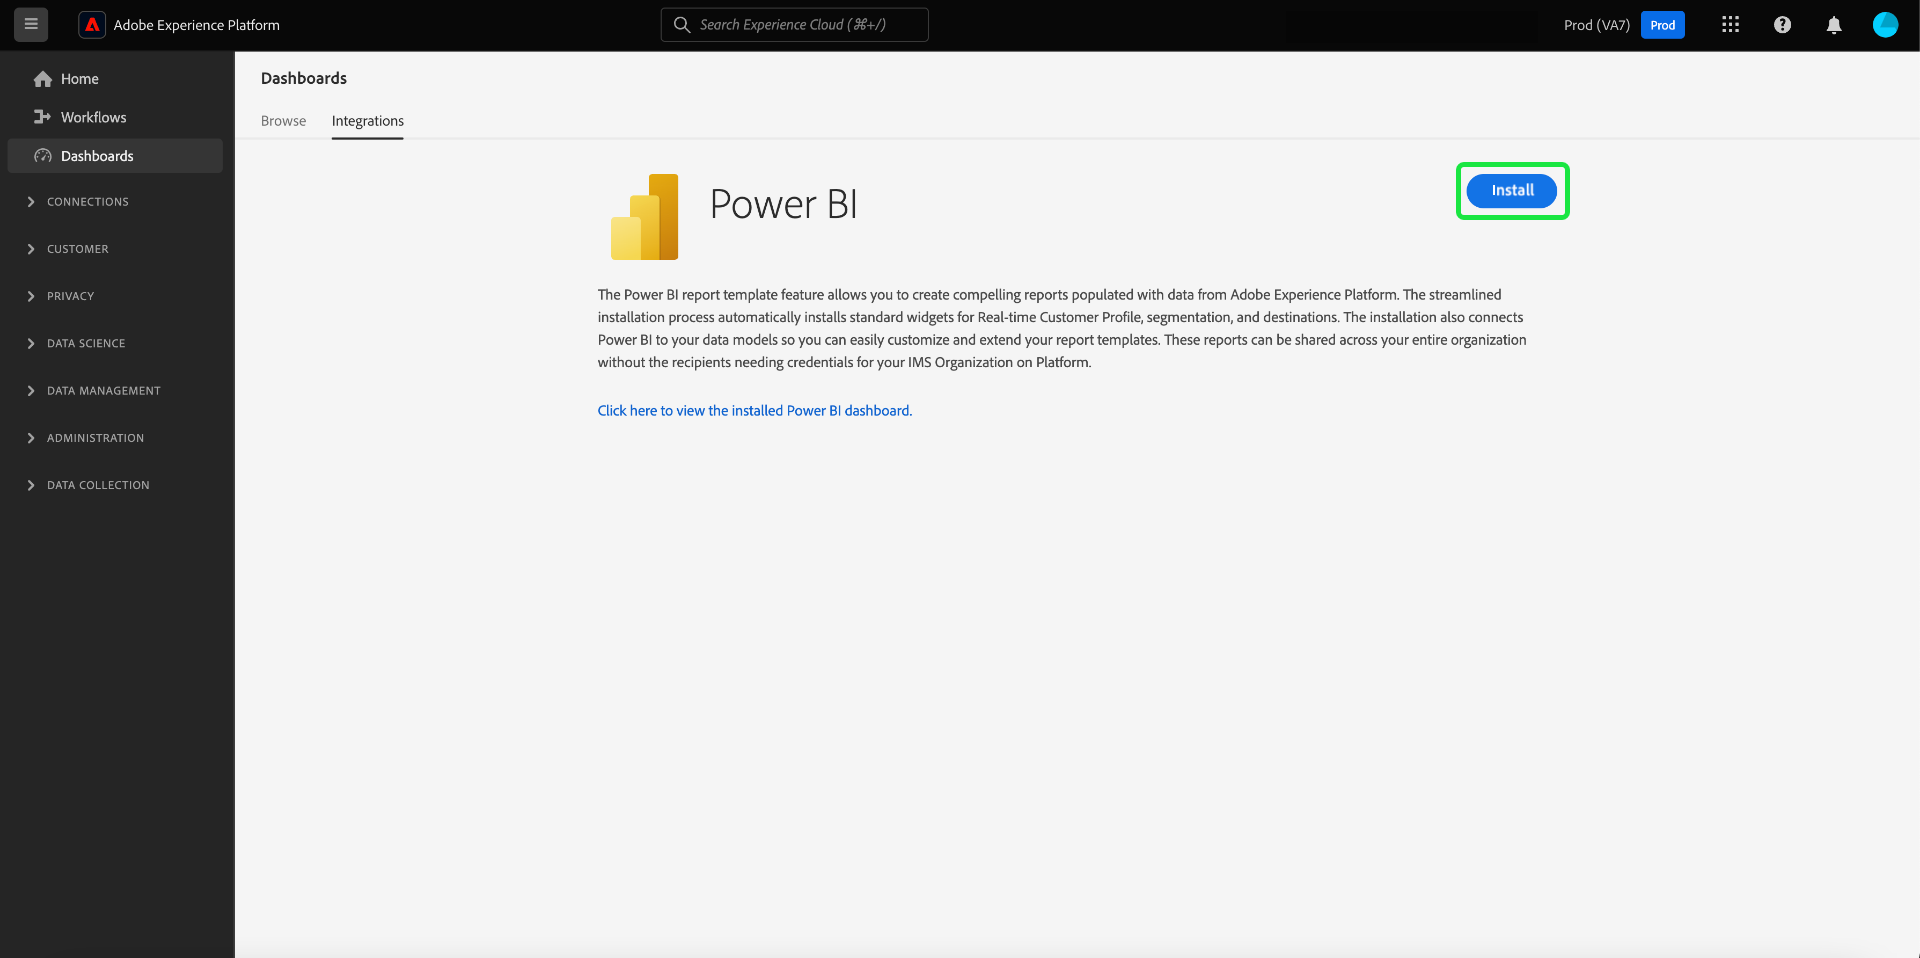 Adobe Experience Platform
Search Experience Cloud (⌘+/)
Prod (VA7)
Prod
Home
Workflows
Dashboards
CONNECTIONS
CUSTOMER
PRIVACY
DATA SCIENCE
DATA MANAGEMENT
ADMINISTRATION
DATA COLLECTION
Dashboards
Browse
Integrations
Power BI
Install
The Power BI report template feature allows you to create compelling reports populated with data from Adobe Experience Platform. The streamlined
installation process automatically installs standard widgets for Real-time Customer Profile, segmentation, and destinations. The installation also connects
Power BI to your data models so you can easily customize and extend your report templates. These reports can be shared across your entire organization
without the recipients needing credentials for your IMS Organization on Platform.
Click here to view the installed Power BI dashboard.